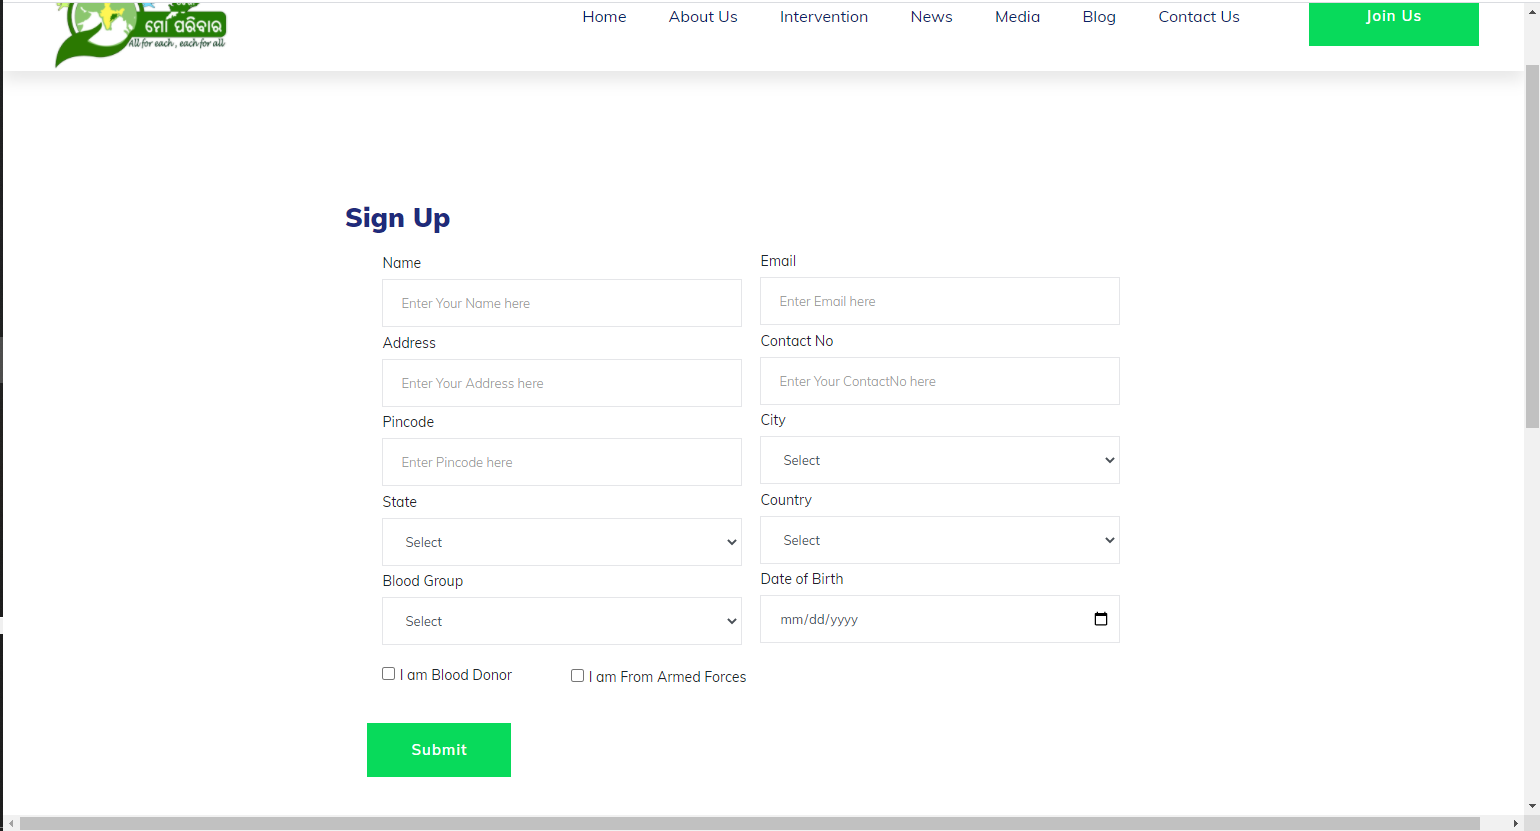 ମୋ ପରିବାର
All for each, each for all
Home About Us Intervention News Media Blog Contact Us Join Us
Sign Up
Name Email
Enter Your Name here Enter Email here
Address Contact No
Enter Your Address here Enter Your ContactNo here
Pincode City
Enter Pincode here Select
State Country
Select Select
Blood Group Date of Birth
Select mm/dd/yyyy
I am Blood Donor I am From Armed Forces
Submit